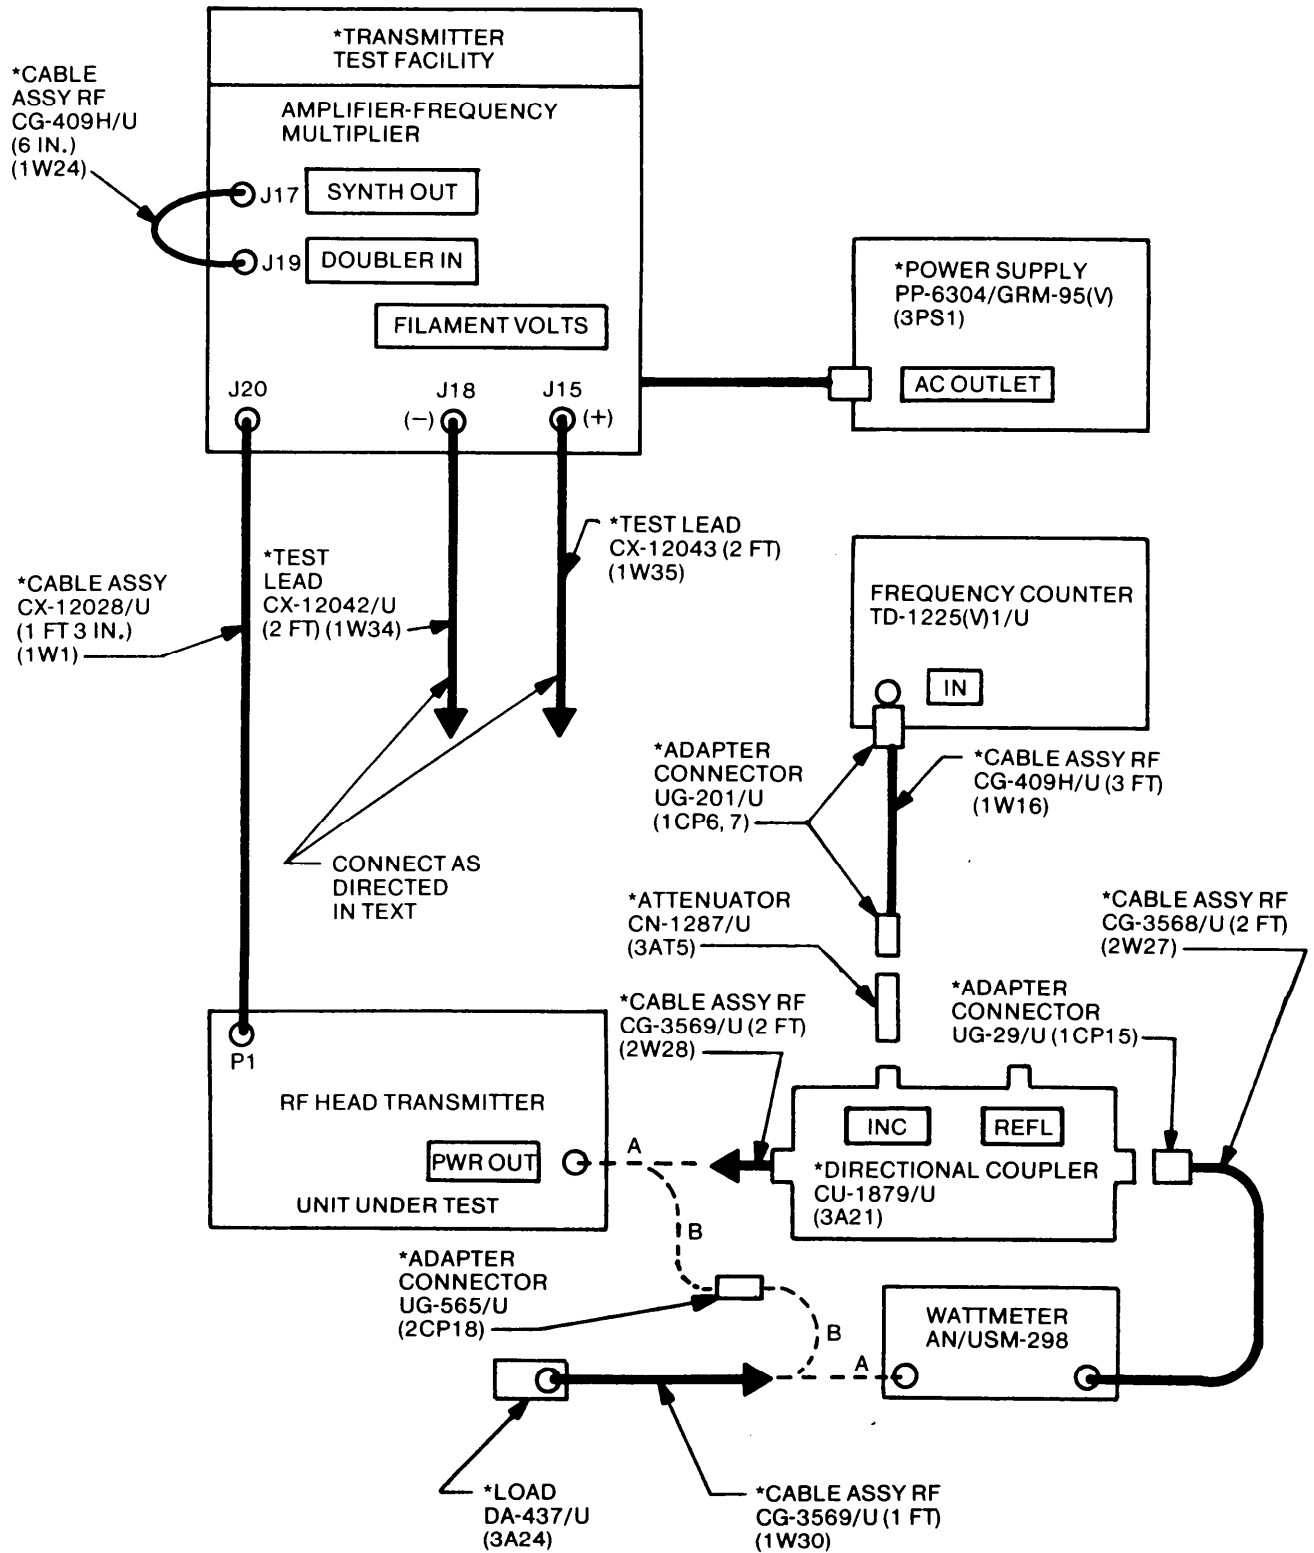 *TRANSMITTER
TEST FACILITY
*CABLE
ASSY RF
CG-409H/U
(6 IN.)
(1W24)
AMPLIFIER-FREQUENCY
MULTIPLIER
J17
SYNTH OUT
J19
DOUBLER IN
FILAMENT VOLTS
J20
J18
(−)
J15
(+)
*POWER SUPPLY
PP-6304/GRM-95(V)
(3PS1)
AC OUTLET
*TEST LEAD
CX-12043 (2 FT)
(1W35)
*TEST
LEAD
CX-12042/U
(2 FT) (1W34)
*CABLE ASSY
CX-12028/U
(1 FT 3 IN.)
(1W1)
FREQUENCY COUNTER
TD-1225(V)1/U
IN
*ADAPTER
CONNECTOR
UG-201/U
(1CP6, 7)
*CABLE ASSY RF
CG-409H/U (3 FT)
(1W16)
CONNECT AS
DIRECTED
IN TEXT
*ATTENUATOR
CN-1287/U
(3AT5)
*CABLE ASSY RF
CG-3568/U (2 FT)
(2W27)
*CABLE ASSY RF
CG-3569/U (2 FT)
(2W28)
*ADAPTER
CONNECTOR
UG-29/U (1CP15)
P1
RF HEAD TRANSMITTER
PWR OUT
UNIT UNDER TEST
A
INC
REFL
*DIRECTIONAL COUPLER
CU-1879/U
(3A21)
B
*ADAPTER
CONNECTOR
UG-565/U
(2CP18)
B
A
WATTMETER
AN/USM-298
*LOAD
DA-437/U
(3A24)
*CABLE ASSY RF
CG-3569/U (1 FT)
(1W30)